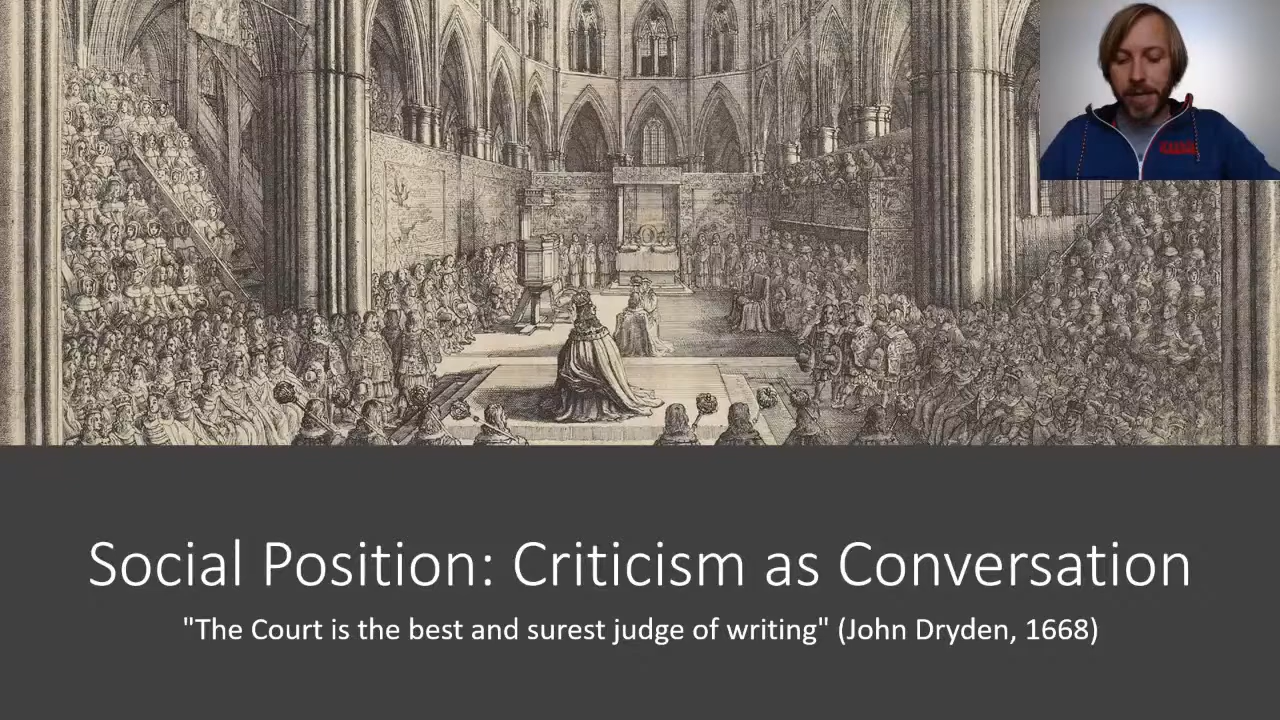 Social Position: Criticism as Conversation
"The Court is the best and surest judge of writing" (John Dryden, 1668)